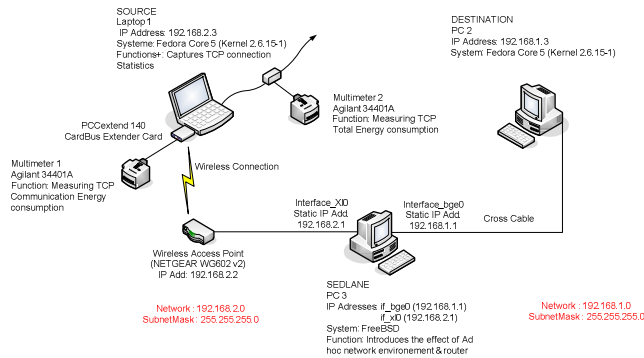 SOURCE
Laptop 1
IP Address: 192.168.2.3
Systeme: Fedora Core 5 (Kernel 2.6.15-1)
Functions+: Captures TCP connection
Statistics
DESTINATION
PC 2
IP Address: 192.168.1.3
System: Fedora Core 5 (Kernel 2.6.15-1)
Multimeter 2
Agilant 34401A
Function: Measuring TCP
Total Energy consumption
PCCextend 140
CardBus Extender Card
Multimeter 1
Agilant 34401A
Function: Measuring TCP
Communication Energy
consumption
Wireless Connection
Interface_Xl0
Static IP Add.
192.168.2.1
Interface_bge0
Static IP Add.
192.168.1.1
Cross Cable
Wireless Access Point
(NETGEAR WG602 v2)
IP Add: 192.168.2.2
SEDLANE
PC 3
IP Adresses: if_bge0 (192.168.1.1)
if_xl0 (192.168.2.1)
System: FreeBSD
Function: Introduces the effect of Ad
hoc network environement & router
Network : 192.168.2.0
SubnetMask : 255.255.255.0
Network : 192.168.1.0
SubnetMask : 255.255.255.0